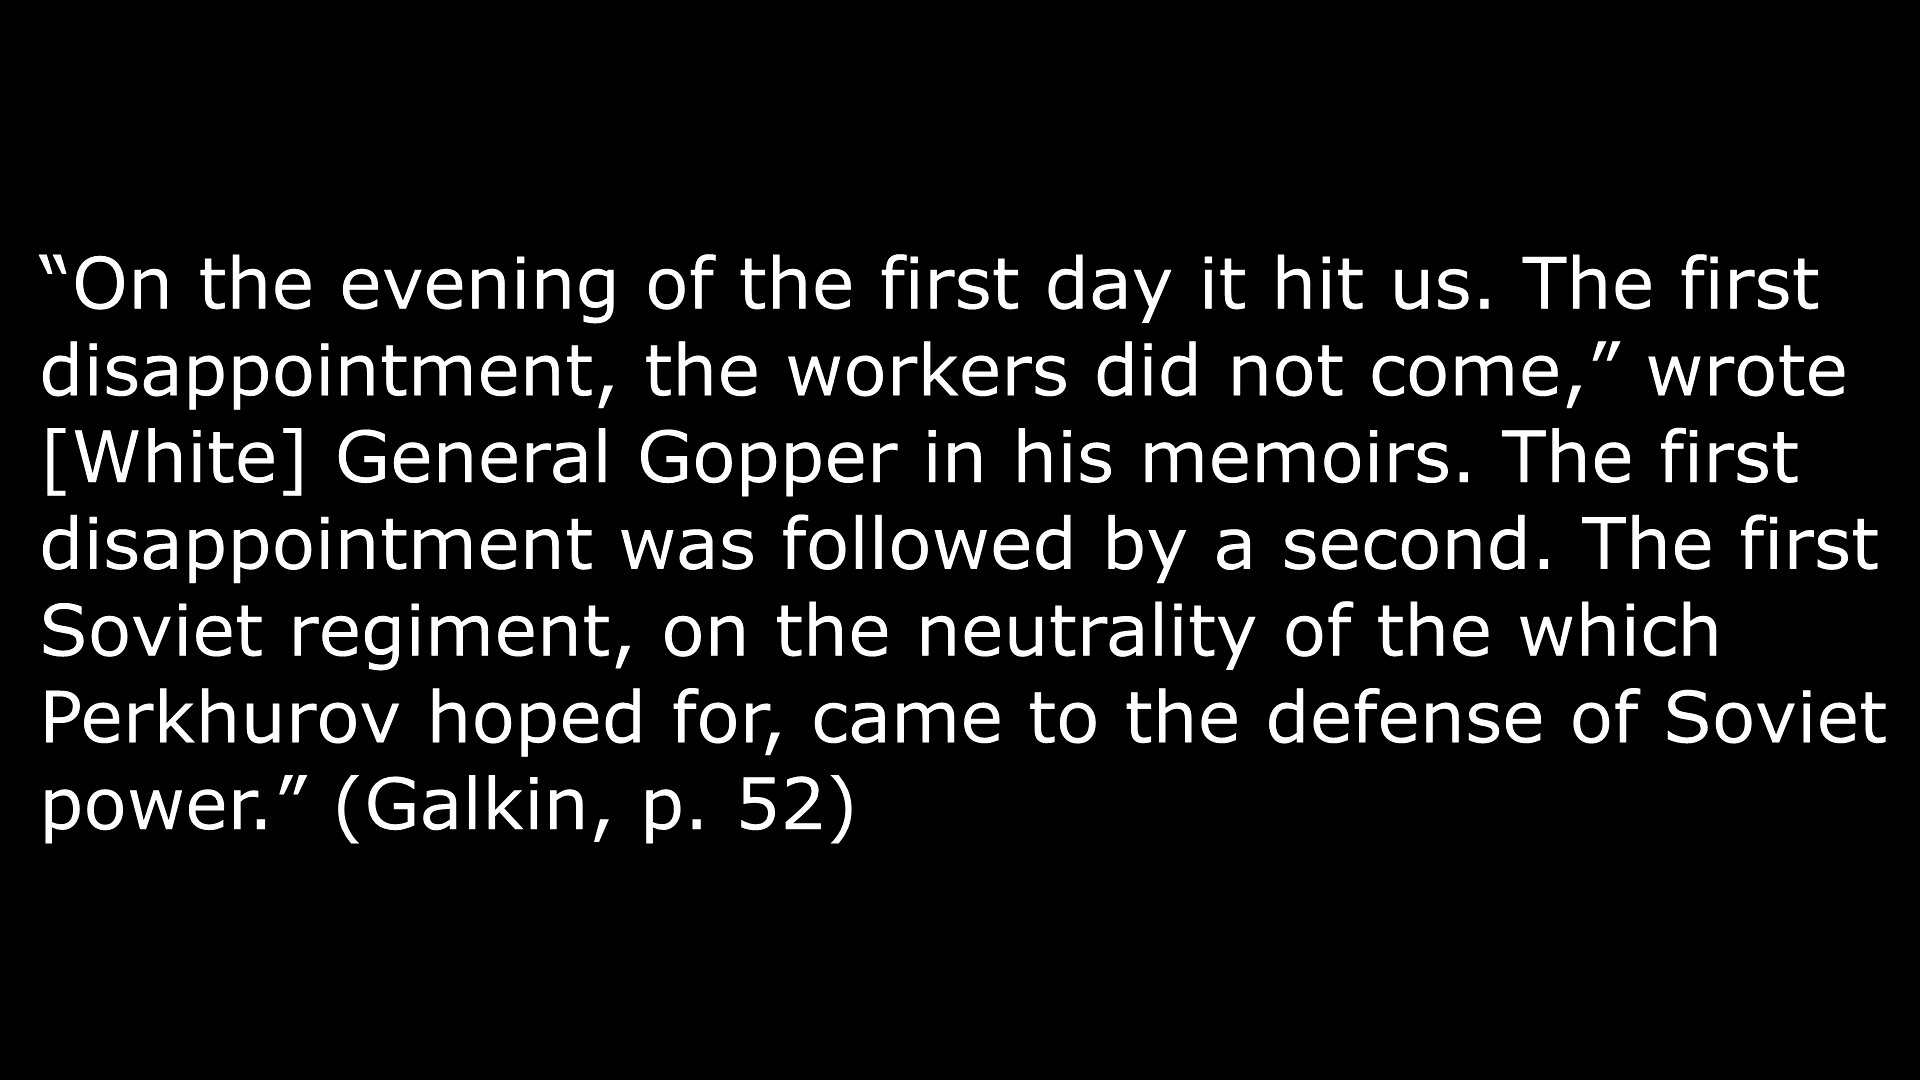 “On the evening of the first day it hit us. The first
disappointment, the workers did not come,” wrote
[White] General Gopper in his memoirs. The first
disappointment was followed by a second. The first
Soviet regiment, on the neutrality of the which
Perkhurov hoped for, came to the defense of Soviet
power.” (Galkin, p. 52)